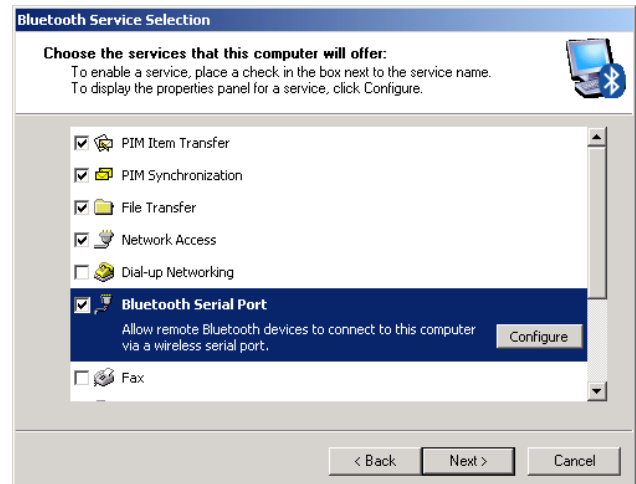 Bluetooth Service Selection
Choose the services that this computer will offer:
To enable a service, place a check in the box next to the service name.
To display the properties panel for a service, click Configure.
PIM Item Transfer
PIM Synchronization
File Transfer
Network Access
Dial-up Networking
Bluetooth Serial Port
Allow remote Bluetooth devices to connect to this computer
via a wireless serial port.
Configure
Fax
< Back
Next >
Cancel